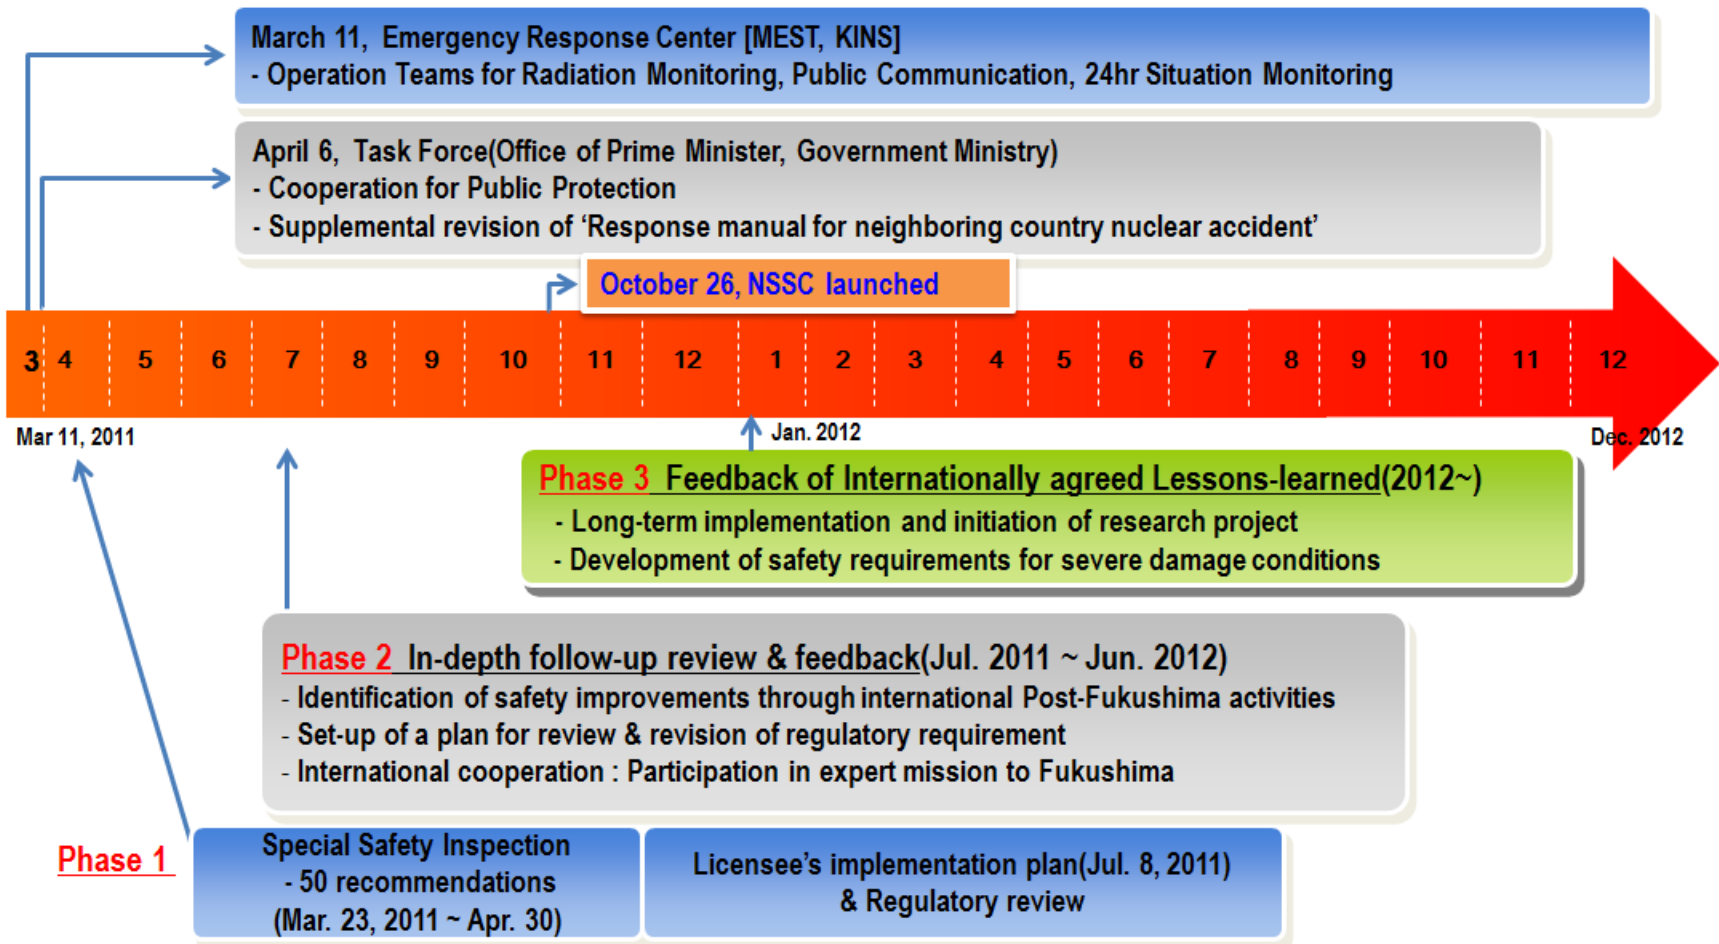 March 11, Emergency Response Center [MEST, KINS]
- Operation Teams for Radiation Monitoring, Public Communication, 24hr Situation Monitoring
April 6, Task Force(Office of Prime Minister, Government Ministry)
- Cooperation for Public Protection
- Supplemental revision of ‘Response manual for neighboring country nuclear accident’
October 26, NSSC launched
3 4 5 6 7 8 9 10 11 12 1 2 3 4 5 6 7 8 9 10 11 12
Mar 11, 2011
Jan. 2012
Dec. 2012
Phase 3 Feedback of Internationally agreed Lessons-learned(2012~)
- Long-term implementation and initiation of research project
- Development of safety requirements for severe damage conditions
Phase 2 In-depth follow-up review & feedback(Jul. 2011 ~ Jun. 2012)
- Identification of safety improvements through international Post-Fukushima activities
- Set-up of a plan for review & revision of regulatory requirement
- International cooperation : Participation in expert mission to Fukushima
Phase 1
Special Safety Inspection
- 50 recommendations
(Mar. 23, 2011 ~ Apr. 30)
Licensee’s implementation plan(Jul. 8, 2011)
& Regulatory review